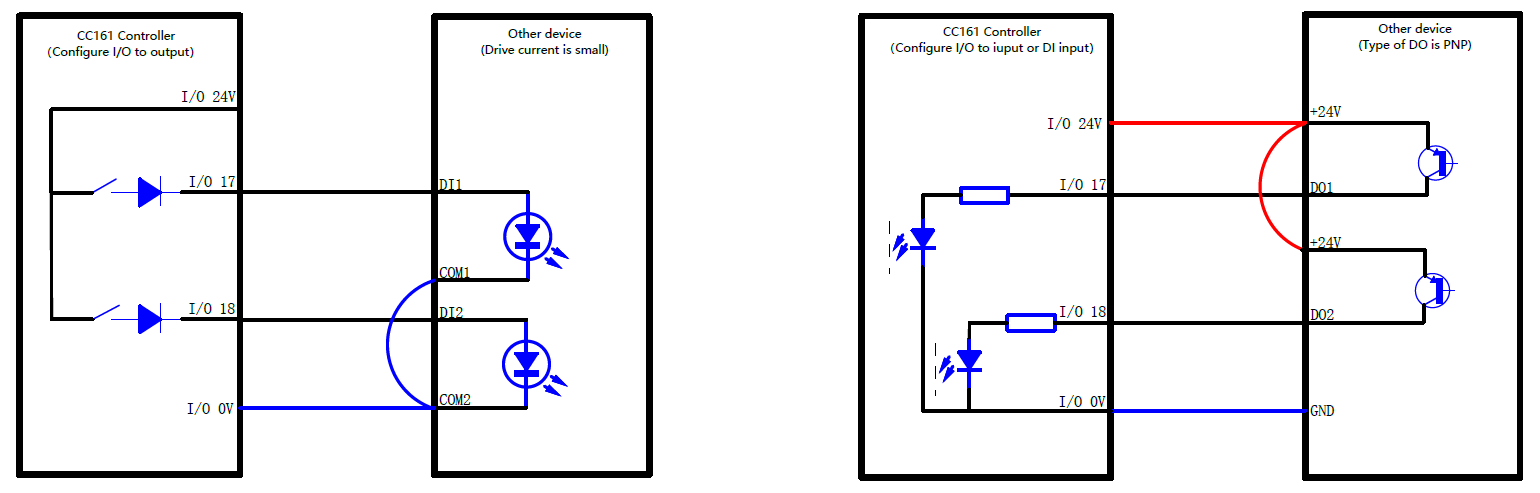 CC161 Controller
(Configure I/O to output)
I/O 24V
I/O 17
I/O 18
I/O 0V
Other device
(Drive current is small)
DI1
COM1
DI2
COM2
CC161 Controller
(Configure I/O to iuput or DI input)
I/O 24V
I/O 17
I/O 18
I/O 0V
Other device
(Type of DO is PNP)
+24V
DO1
+24V
DO2
GND